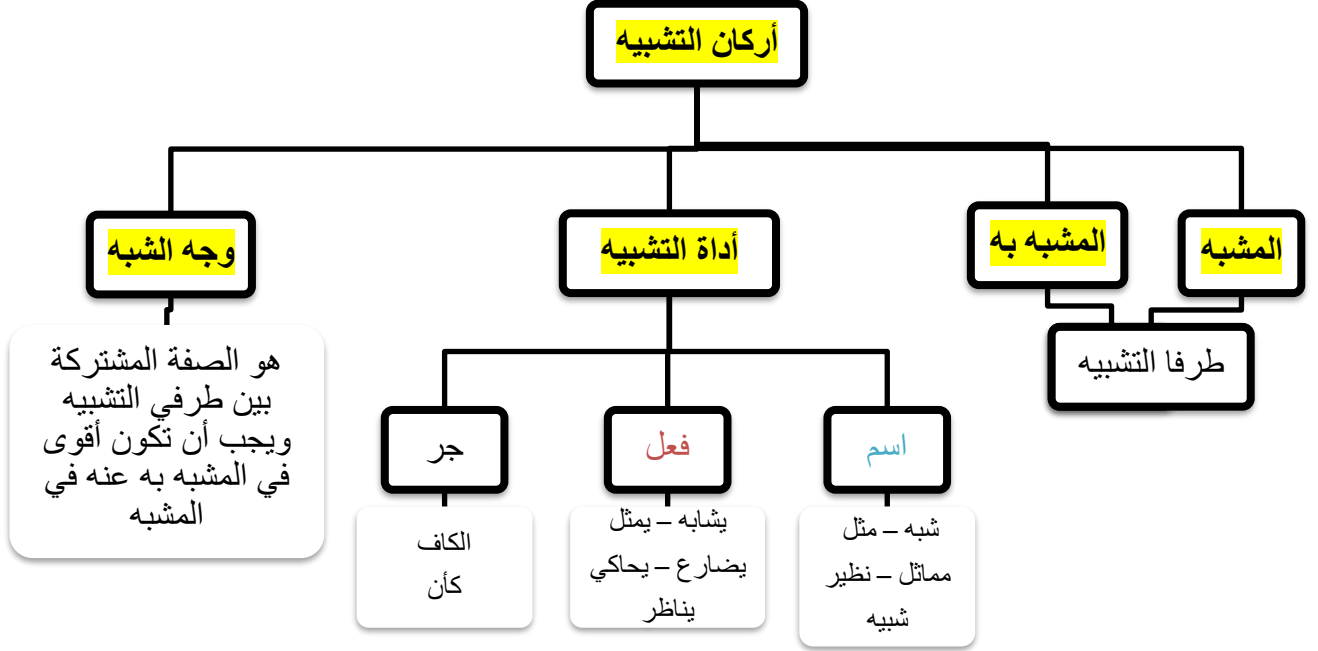 أركان التشبيه
المشبه
المشبه به
أداة التشبيه
وجه الشبه
طرفا التشبيه
هو الصفة المشتركة
بين طرفي التشبيه
ويجب أن تكون أقوى
في المشبه به عنه في
المشبه
اسم
فعل
جر
شبه – مثل
مماثل – نظير
شبيه
يشابه – يمثل
يضارع – يحاكي
يناظر
الكاف
كأن